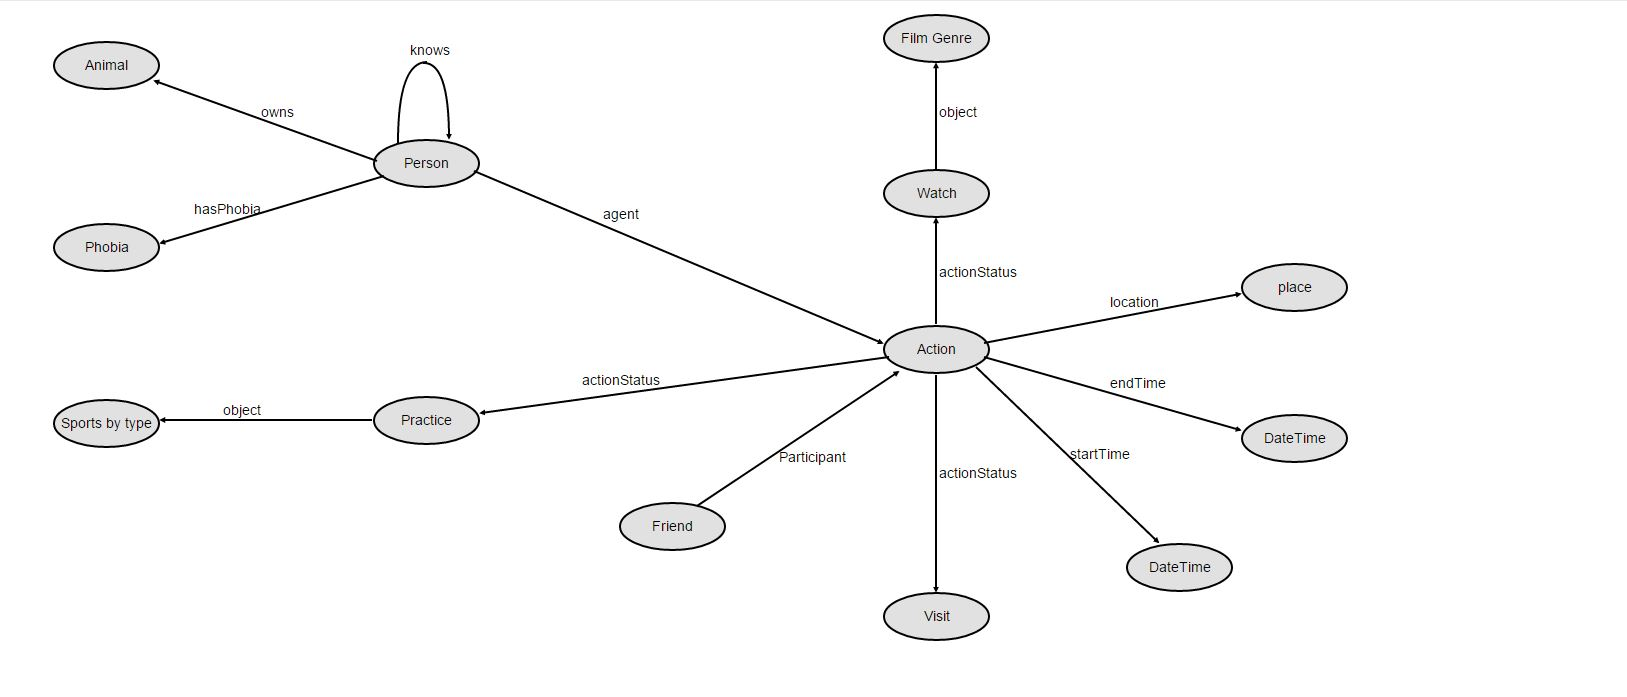 Film Genre
knows
Animal
owns
object
Person
Watch
hasPhobia
agent
Phobia
actionStatus
place
location
Action
actionStatus
endTime
object
Practice
Sports by type
DateTime
startTime
Participant
actionStatus
Friend
DateTime
Visit